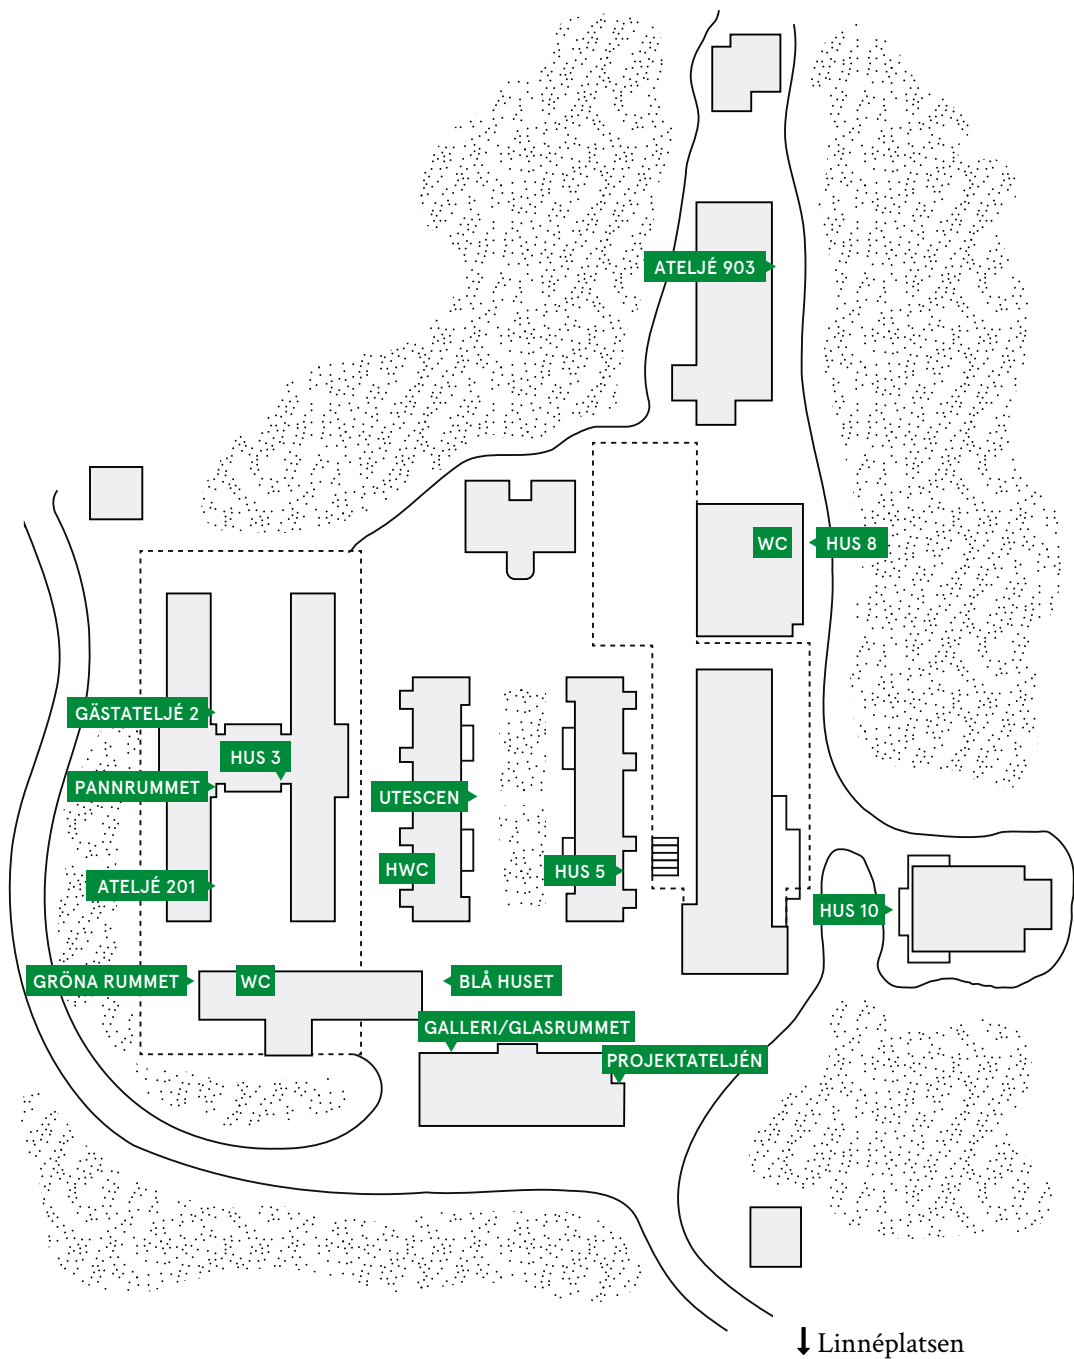 ATELJÉ 903
WC
HUS 8
GÄSTATELJÉ 2
HUS 3
PANNRUMMET
UTESCEN
HWC
HUS 5
ATELJÉ 201
HUS 10
GRÖNA RUMMET
WC
BLÅ HUSET
GALLERI/GLASRUMMET
PROJEKTATELJÉN
Linnéplatsen